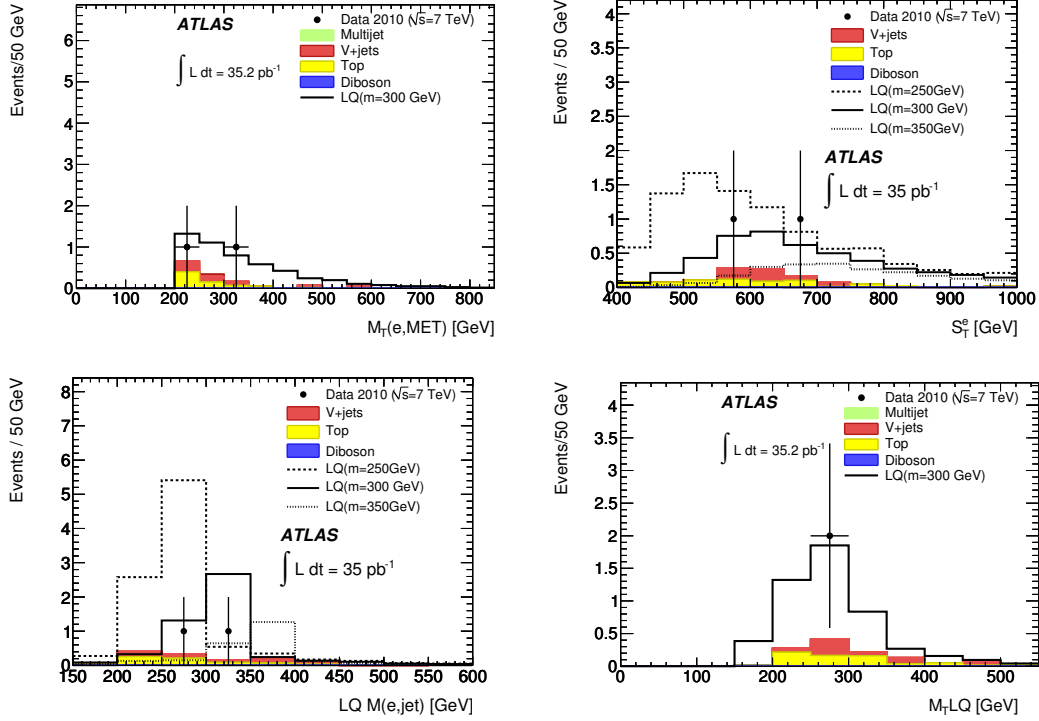 ATLAS
∫ L dt = 35.2 pb⁻¹
Data 2010 (√s=7 TeV)
Multijet
V+jets
Top
Diboson
LQ(m=300 GeV)
Events/50 GeV
6
5
4
3
2
1
0
0 100 200 300 400 500 600 700 800
M_T(e,MET) [GeV]
Data 2010 (√s=7 TeV)
V+jets
Top
Diboson
LQ(m=250GeV)
LQ(m=300 GeV)
LQ(m=350GeV)
ATLAS
∫ L dt = 35 pb⁻¹
Events / 50 GeV
4
3.5
3
2.5
2
1.5
1
0.5
0
400 500 600 700 800 900 1000
S_T^e [GeV]
Data 2010 (√s=7 TeV)
V+jets
Top
Diboson
LQ(m=250GeV)
LQ(m=300 GeV)
LQ(m=350GeV)
ATLAS
∫ L dt = 35 pb⁻¹
Events / 50 GeV
8
7
6
5
4
3
2
1
0
150 200 250 300 350 400 450 500 550 600
LQ M(e,jet) [GeV]
ATLAS
∫ L dt = 35.2 pb⁻¹
Data 2010 (√s=7 TeV)
Multijet
V+jets
Top
Diboson
LQ(m=300 GeV)
Events/50 GeV
4
3.5
3
2.5
2
1.5
1
0.5
0
0 100 200 300 400 500
M_TLQ [GeV]